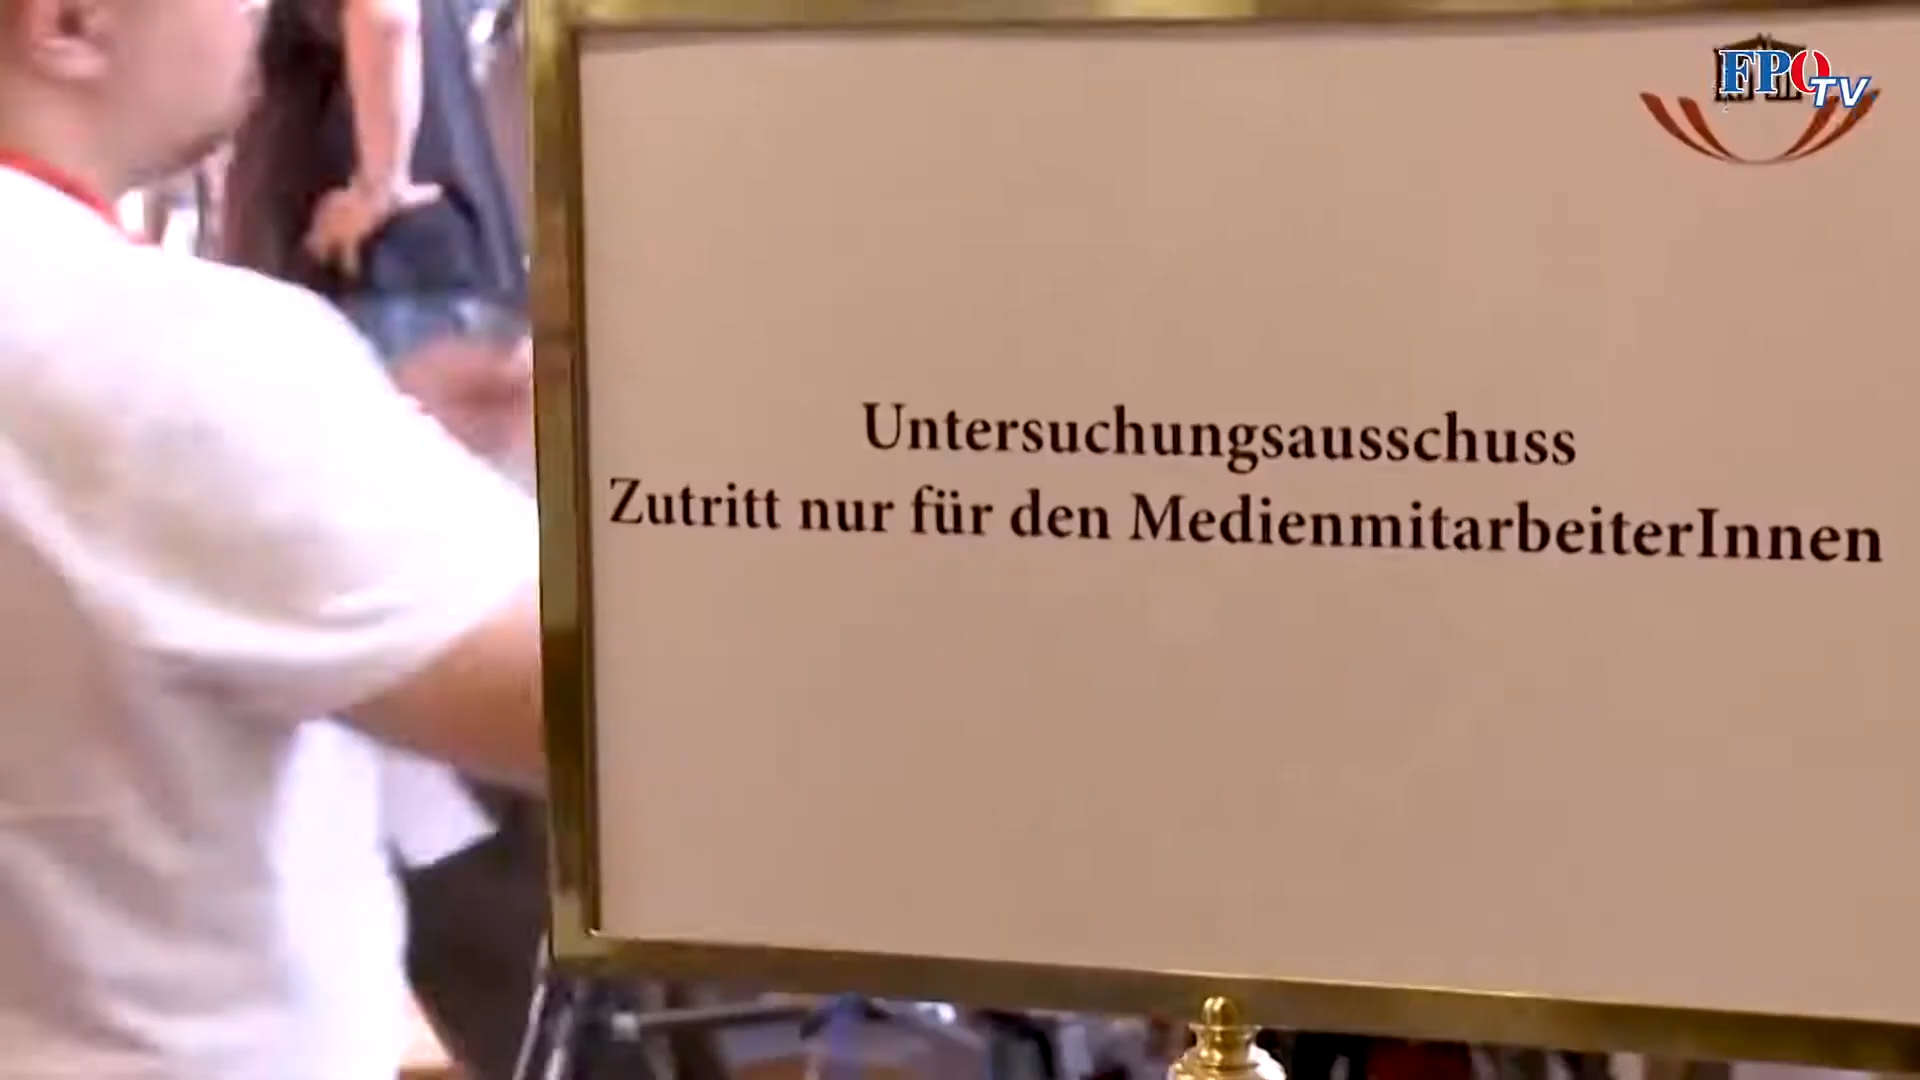 FPÖ TV
Untersuchungsausschuss
Zutritt nur für den MedienmitarbeiterInnen